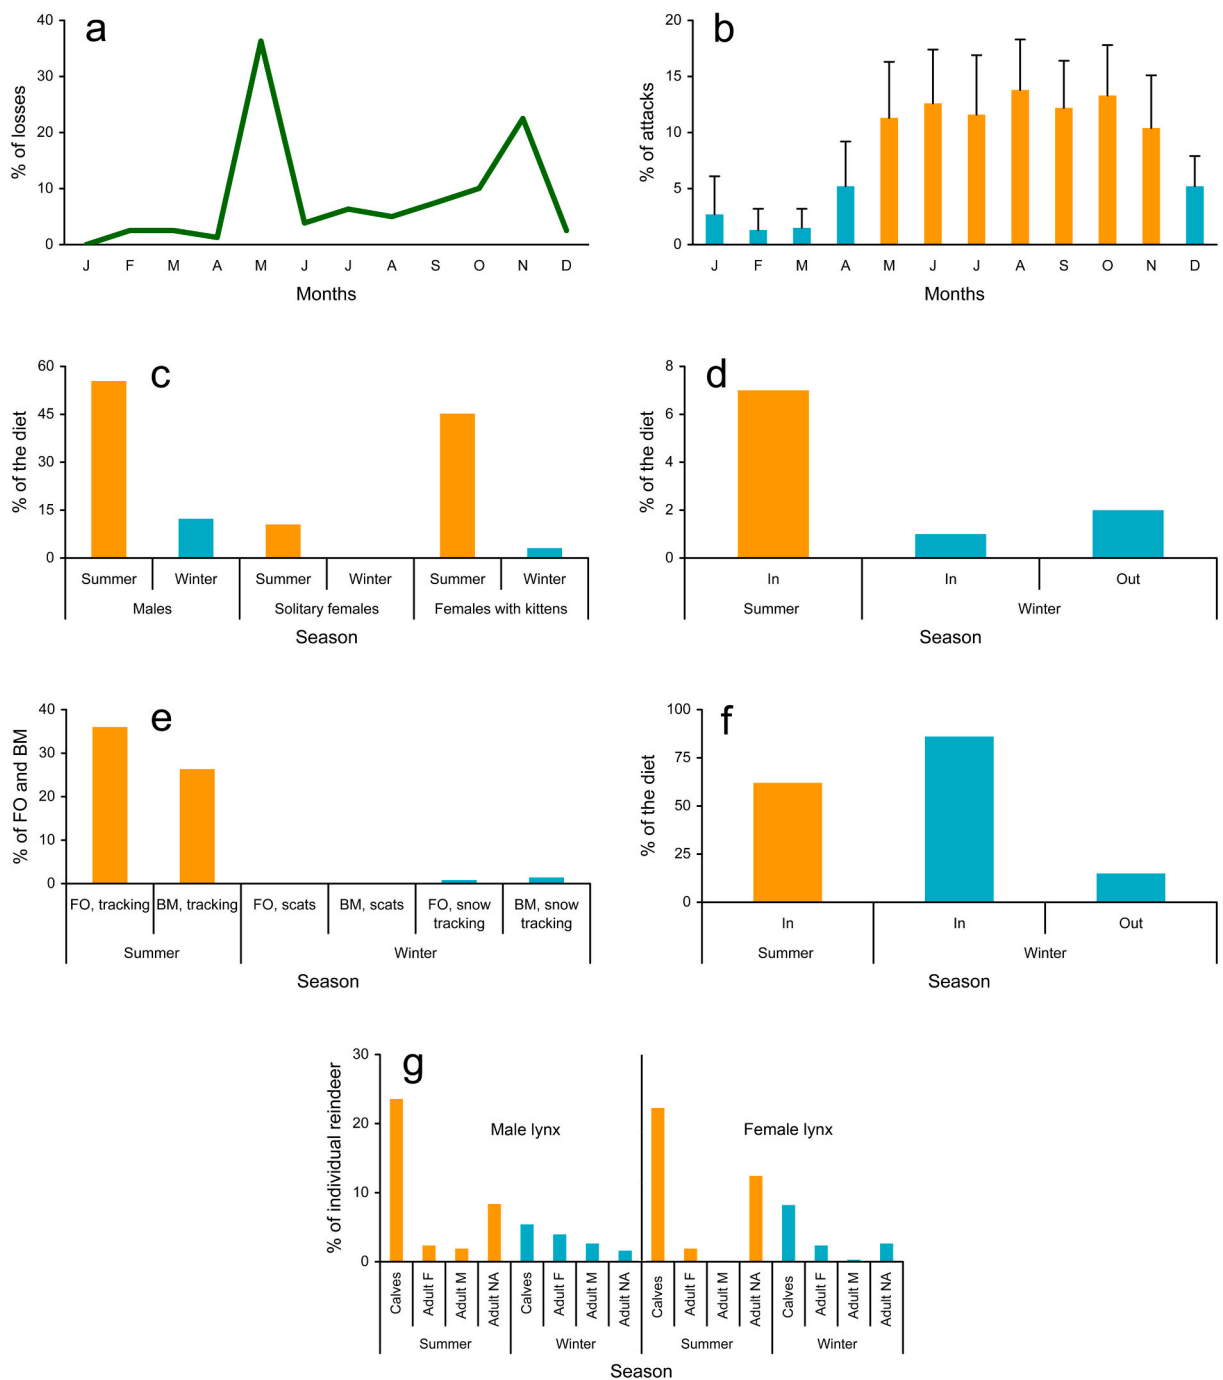 a
% of losses
40
40
20
10
0
J F M A M J J A S O N D
Months
b
% of attacks
20
15
10
5
0
J F M A M J J A S O N D
Months
c
% of the diet
60
45
30
15
0
Summer Winter Summer Winter Summer Winter
Males Solitary females Females with kittens
Season
d
% of the diet
8
6
4
2
0
In In Out
Summer Winter
Season
e
% of FO and BM
40
30
20
10
0
FO, tracking BM, tracking FO, scats BM, scats FO, snow tracking BM, snow tracking
Summer Winter
Season
f
% of the diet
100
75
50
25
0
In In Out
Summer Winter
Season
g
% of individual reindeer
30
20
10
0
Male lynx Female lynx
Calves Adult F Adult M Adult NA Calves Adult F Adult M Adult NA Calves Adult F Adult M Adult NA Calves Adult F Adult M Adult NA
Summer Winter Summer Winter
Season